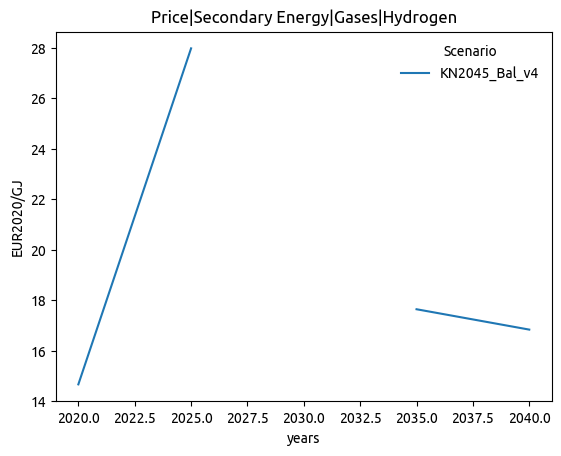 Price|Secondary Energy|Gases|Hydrogen
Scenario
KN2045_Bal_v4
EUR2020/GJ
28
26
24
22
20
18
16
14
2020.0 2022.5 2025.0 2027.5 2030.0 2032.5 2035.0 2037.5 2040.0
years